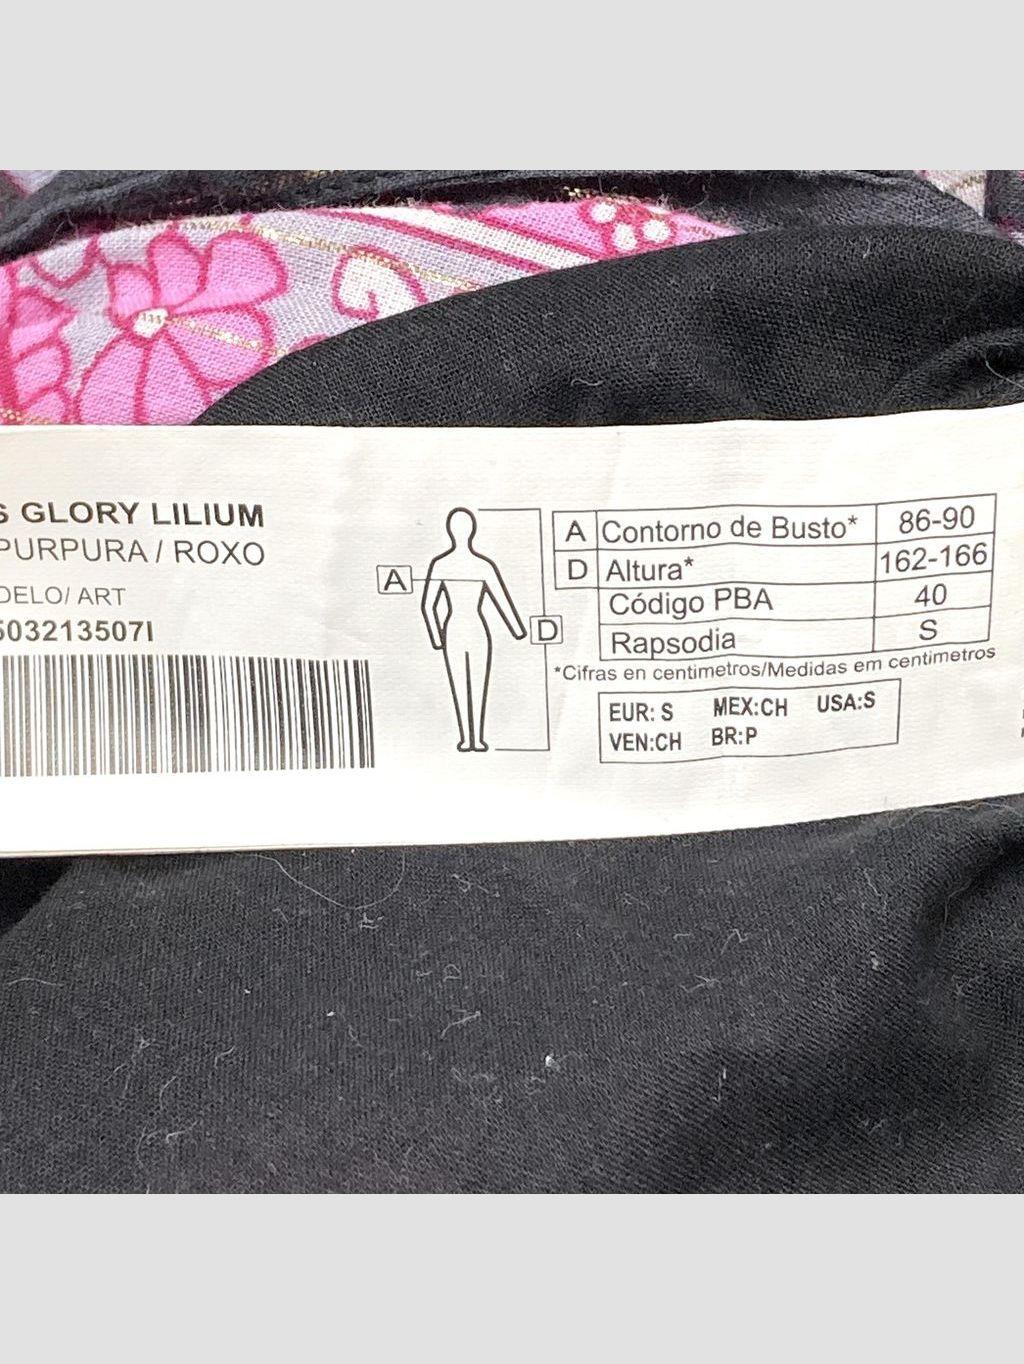 S GLORY LILIUM
PURPURA / ROXO
DELO/ ART
503213507I
A
D
A Contorno de Busto* 86-90
D Altura* 162-166
Código PBA 40
Rapsodia S
*Cifras en centimetros/Medidas em centimetros
EUR: S MEX:CH USA:S
VEN:CH BR:P